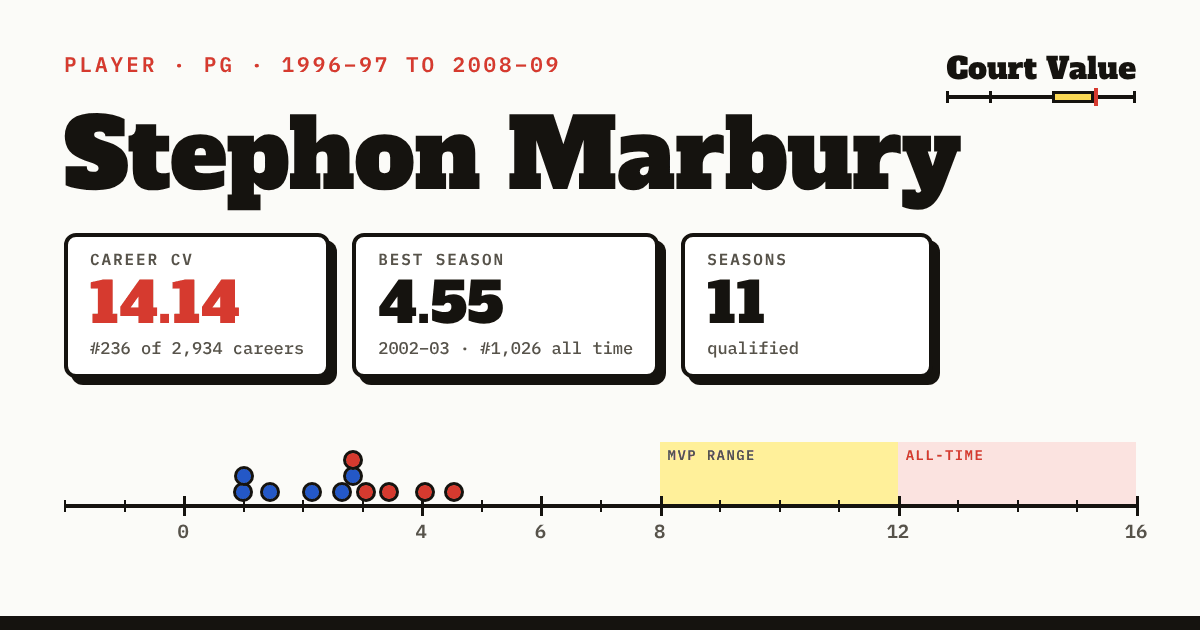 PLAYER · PG · 1996–97 TO 2008–09
Court Value
Stephon Marbury
CAREER CV
14.14
#236 of 2,934 careers
BEST SEASON
4.55
2002–03 · #1,026 all time
SEASONS
11
qualified
MVP RANGE
ALL-TIME
0 4 6 8 12 16